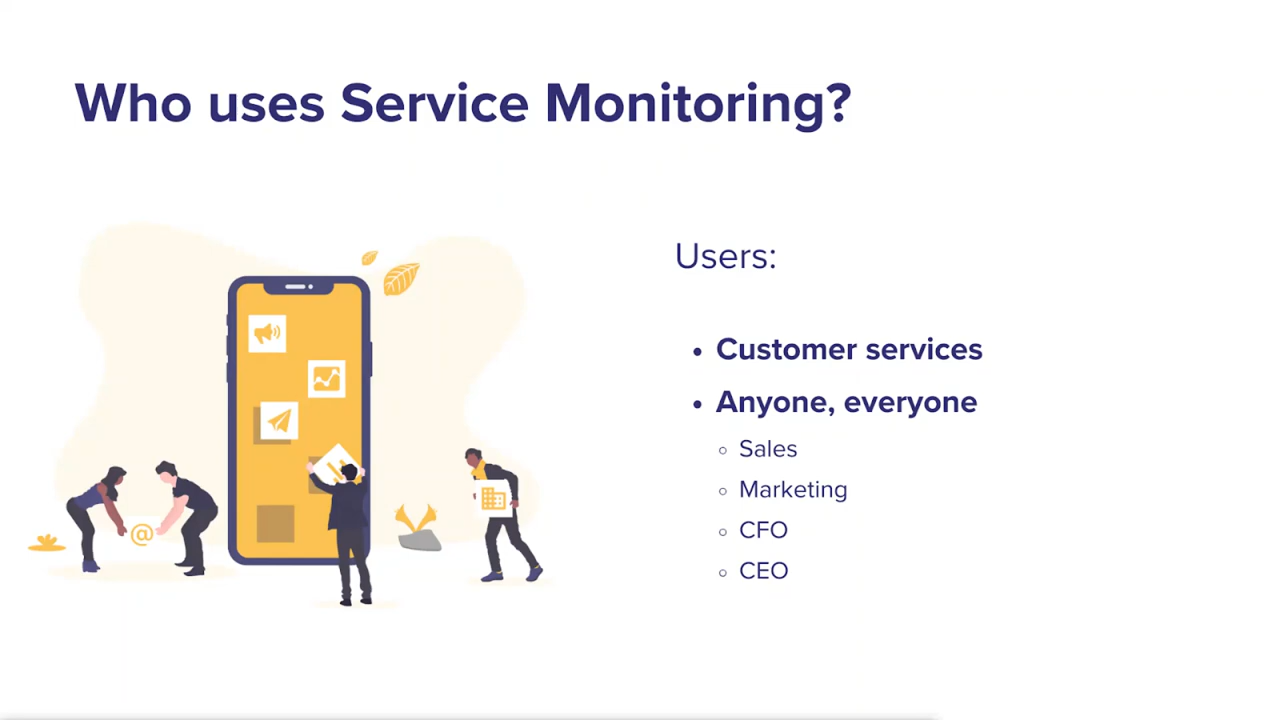 Who uses Service Monitoring?
Users:
• Customer services
• Anyone, everyone
○ Sales
○ Marketing
○ CFO
○ CEO
@